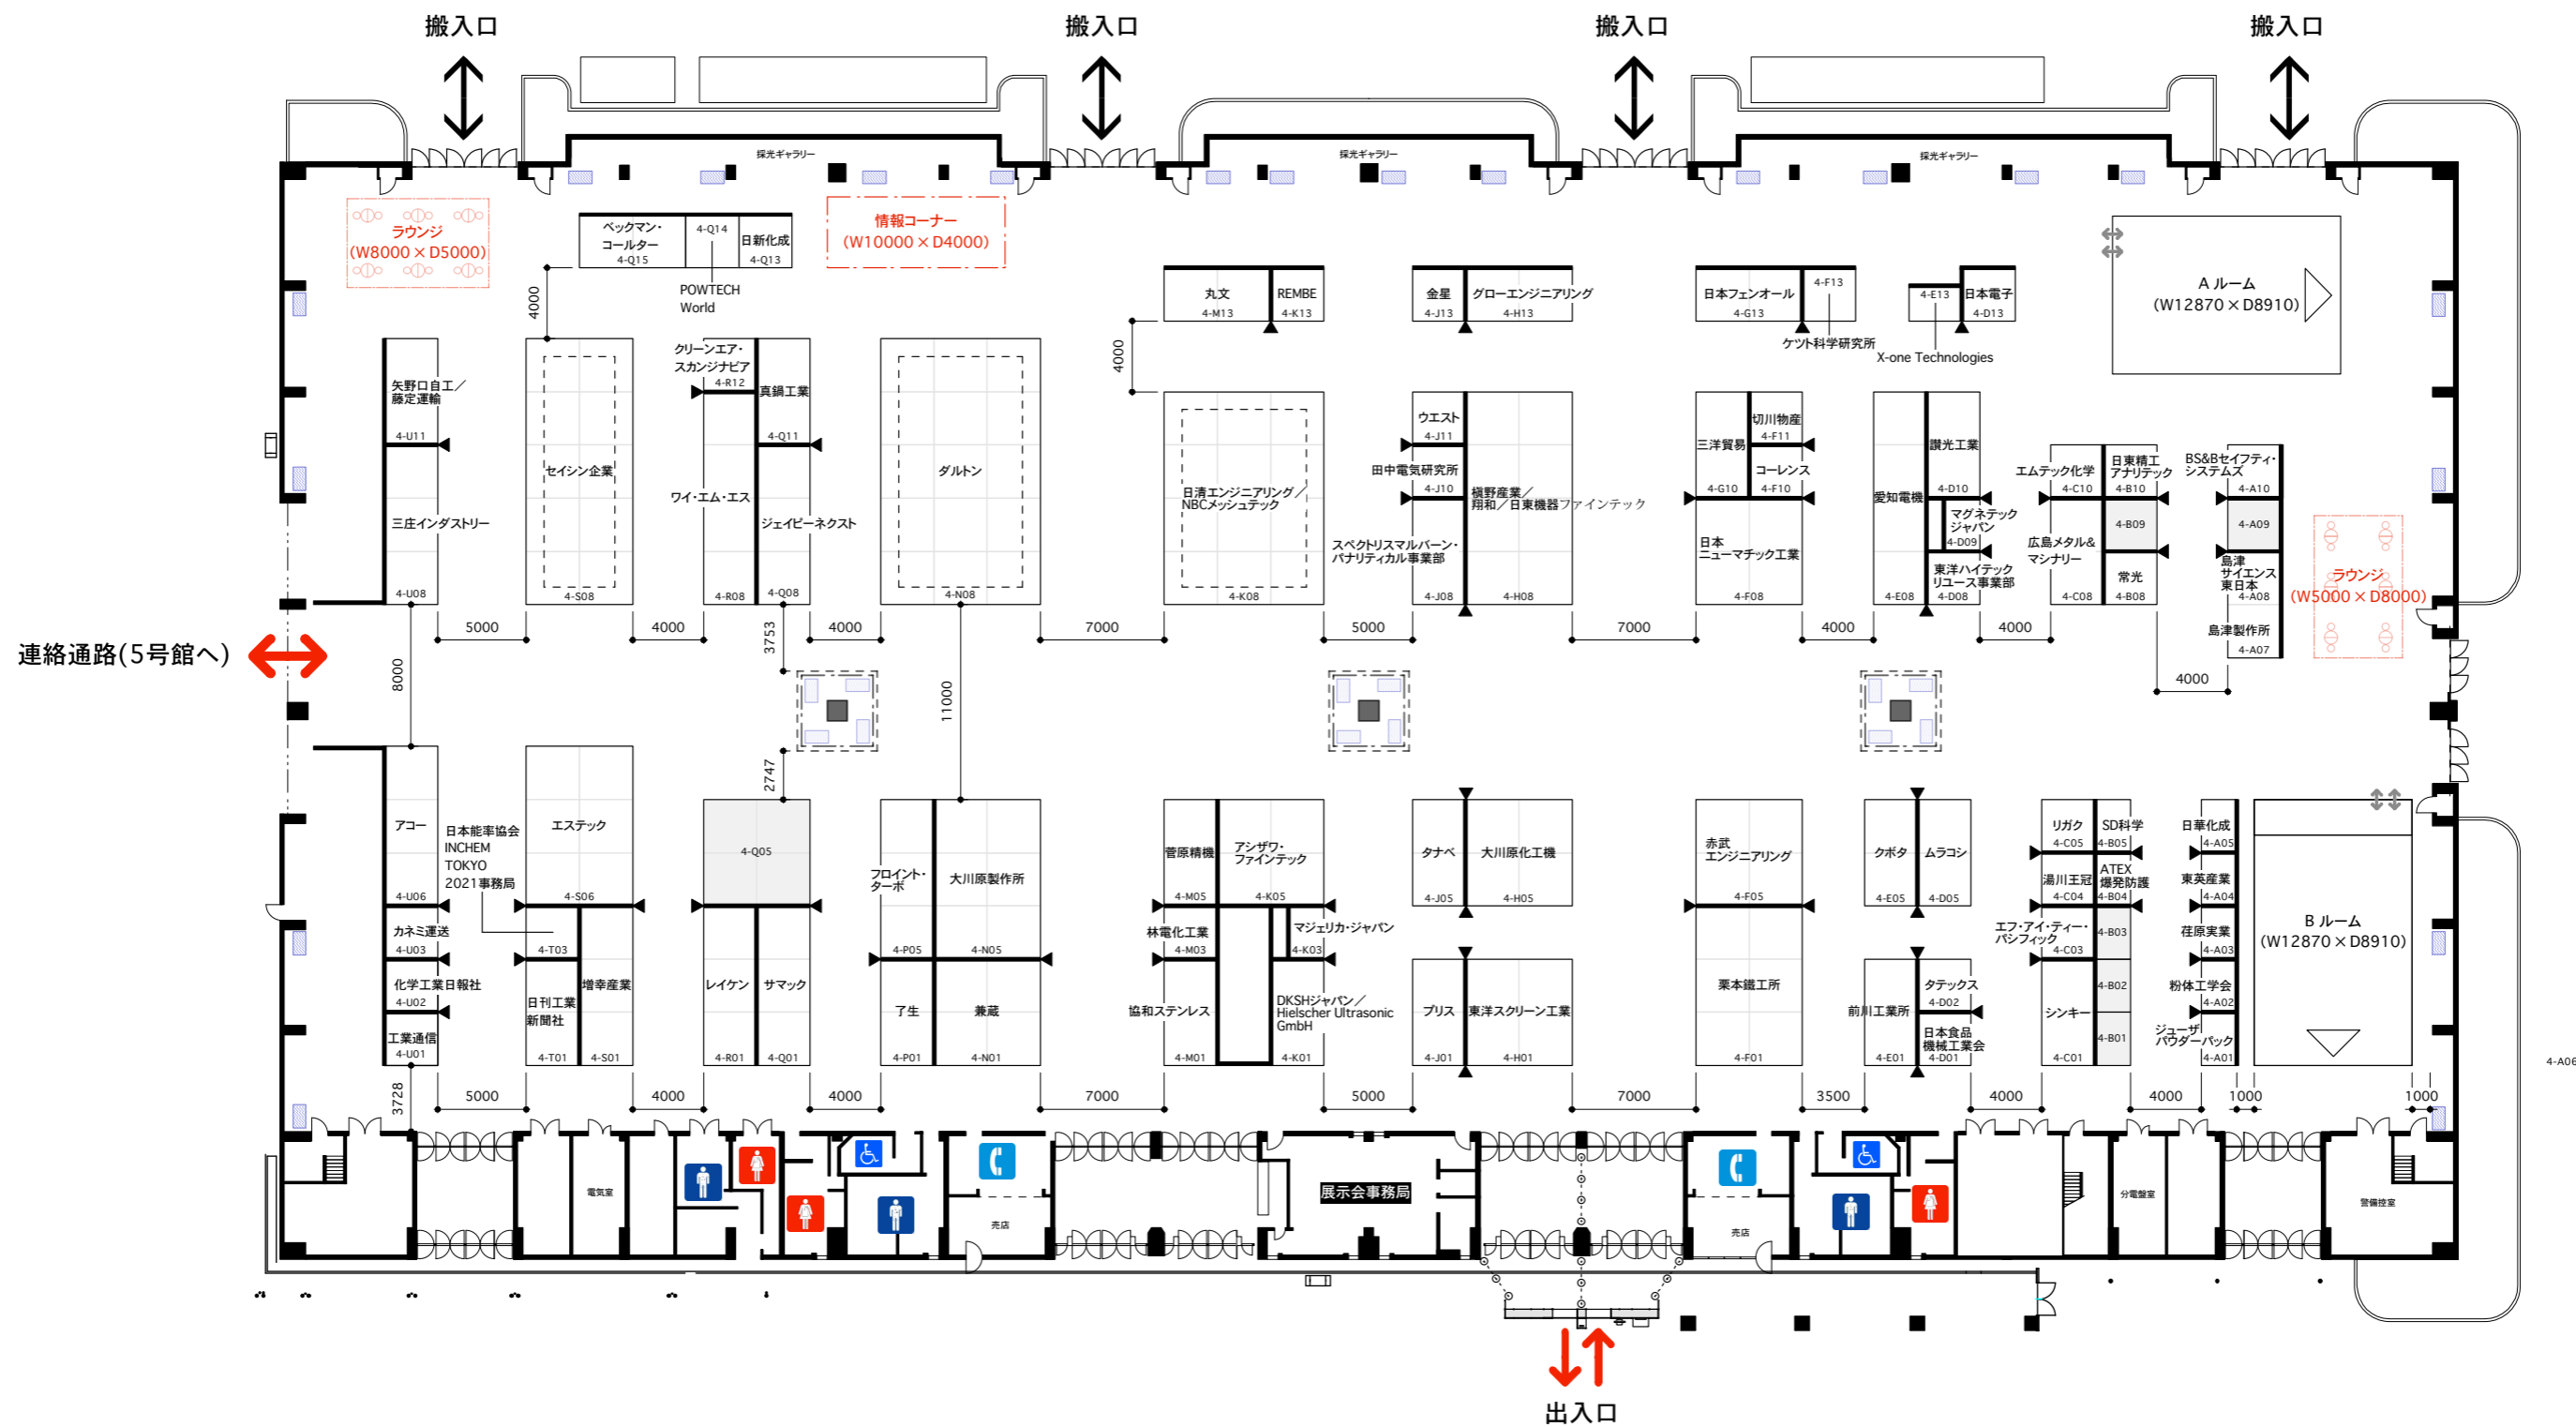 搬入口
搬入口
搬入口
搬入口
採光ギャラリー
採光ギャラリー
採光ギャラリー
ラウンジ
(W8000×D5000)
ベックマン・
コールター
4-Q15
4-Q14
日新化成
4-Q13
POWTECH
World
情報コーナー
(W10000×D4000)
丸文
4-M13
REMBE
4-K13
金星
4-J13
グローエンジニアリング
4-H13
日本フェンオール
4-G13
4-F13
ケツト科学研究所
4-E13
X-one Technologies
日本電子
4-D13
A ルーム
(W12870×D8910)
4000
4000
矢野口自工／
藤定運輸
4-U11
三庄インダストリー
4-U08
セイシン企業
4-S08
クリーンエア・
スカンジナビア
4-R12
ワイ・エム・エス
4-R08
真鍋工業
4-Q11
ジェイピーネクスト
4-Q08
ダルトン
4-N08
日清エンジニアリング／
NBCメッシュテック
4-K08
ウエスト
4-J11
田中電気研究所
4-J10
スペクトリスマルバーン・
パナリティカル事業部
4-J08
槇野産業／
翔和／日東機器ファインテック
4-H08
三洋貿易
4-G10
切川物産
4-F11
コーレンス
4-F10
日本
ニューマチック工業
4-F08
愛知電機
4-E08
讃光工業
4-D10
マグネテック
ジャパン
4-D09
東洋ハイテック
リユース事業部
4-D08
エムテック化学
4-C10
広島メタル&
マシナリー
4-C08
日東精工
アナリテック
4-B10
4-B09
常光
4-B08
BS&Bセイフティ・
システムズ
4-A10
4-A09
島津
サイエンス
東日本
4-A08
島津製作所
4-A07
ラウンジ
(W5000×D8000)
5000
4000
3753
4000
7000
5000
7000
4000
4000
4000
連絡通路(5号館へ)
8000
11000
2747
アコー
4-U06
カネミ運送
4-U03
化学工業日報社
4-U02
工業通信
4-U01
日本能率協会
INCHEM
TOKYO
2021事務局
エステック
4-S06
4-T03
日刊工業
新聞社
4-T01
増幸産業
4-S01
4-Q05
レイケン
4-R01
サマック
4-Q01
フロイント・
ターボ
4-P05
大川原製作所
4-N05
了生
4-P01
兼蔵
4-N01
菅原精機
4-M05
アシザワ・
ファインテック
4-K05
林電化工業
4-M03
マジェリカ・ジャパン
4-K03
協和ステンレス
4-M01
DKSHジャパン／
Hielscher Ultrasonic
GmbH
4-K01
タナベ
4-J05
大川原化工機
4-H05
プリス
4-J01
東洋スクリーン工業
4-H01
赤武
エンジニアリング
4-F05
栗本鐵工所
4-F01
クボタ
4-E05
ムラコシ
4-D05
前川工業所
4-E01
タテックス
4-D02
日本食品
機械工業会
4-D01
リガク
4-C05
SD科学
4-B05
湯川王冠
4-C04
ATEX
爆発防護
4-B04
エフ・アイ・ティー・
パシフィック
4-C03
4-B03
4-B02
シンキー
4-C01
4-B01
日華化成
4-A05
東英産業
4-A04
荏原実業
4-A03
粉体工学会
4-A02
ジューザ
パウダーパック
4-A01
B ルーム
(W12870×D8910)
4-A06
3728
5000
4000
4000
7000
5000
7000
3500
4000
4000
1000
1000
電気室
売店
展示会事務局
売店
分電盤室
警備控室
出入口